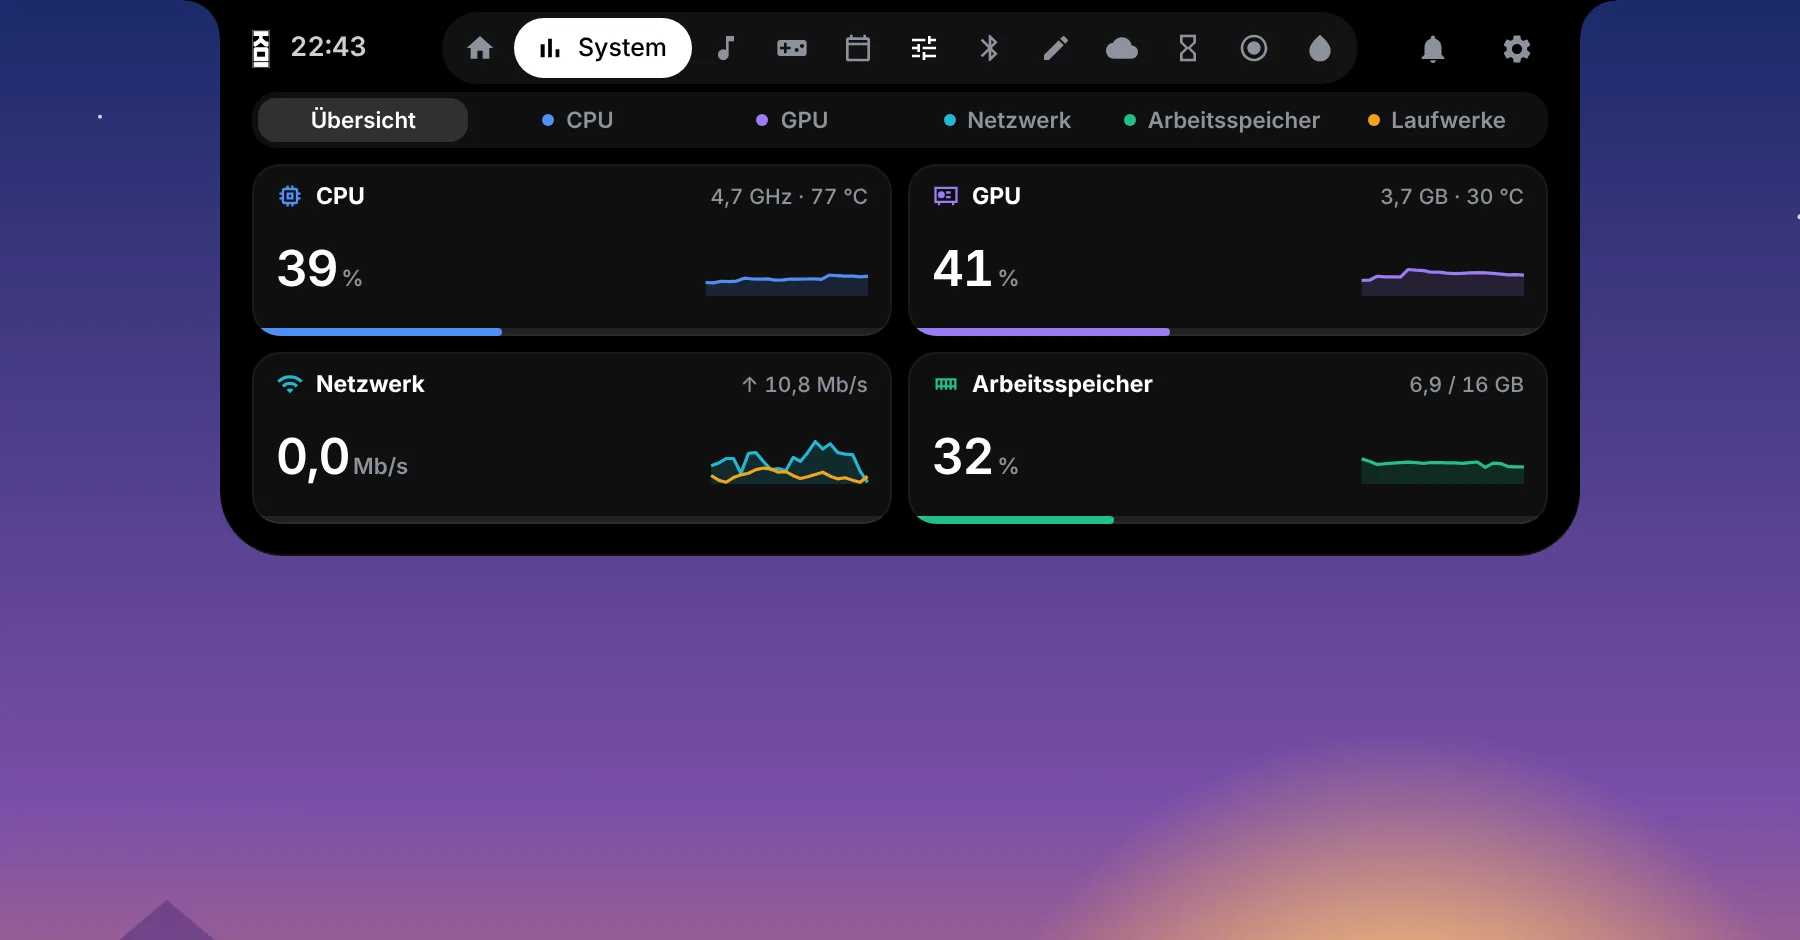 22:43
System
Übersicht
CPU
GPU
Netzwerk
Arbeitsspeicher
Laufwerke
CPU
4,7 GHz · 77 °C
39 %
GPU
3,7 GB · 30 °C
41 %
Netzwerk
↑ 10,8 Mb/s
0,0 Mb/s
Arbeitsspeicher
6,9 / 16 GB
32 %